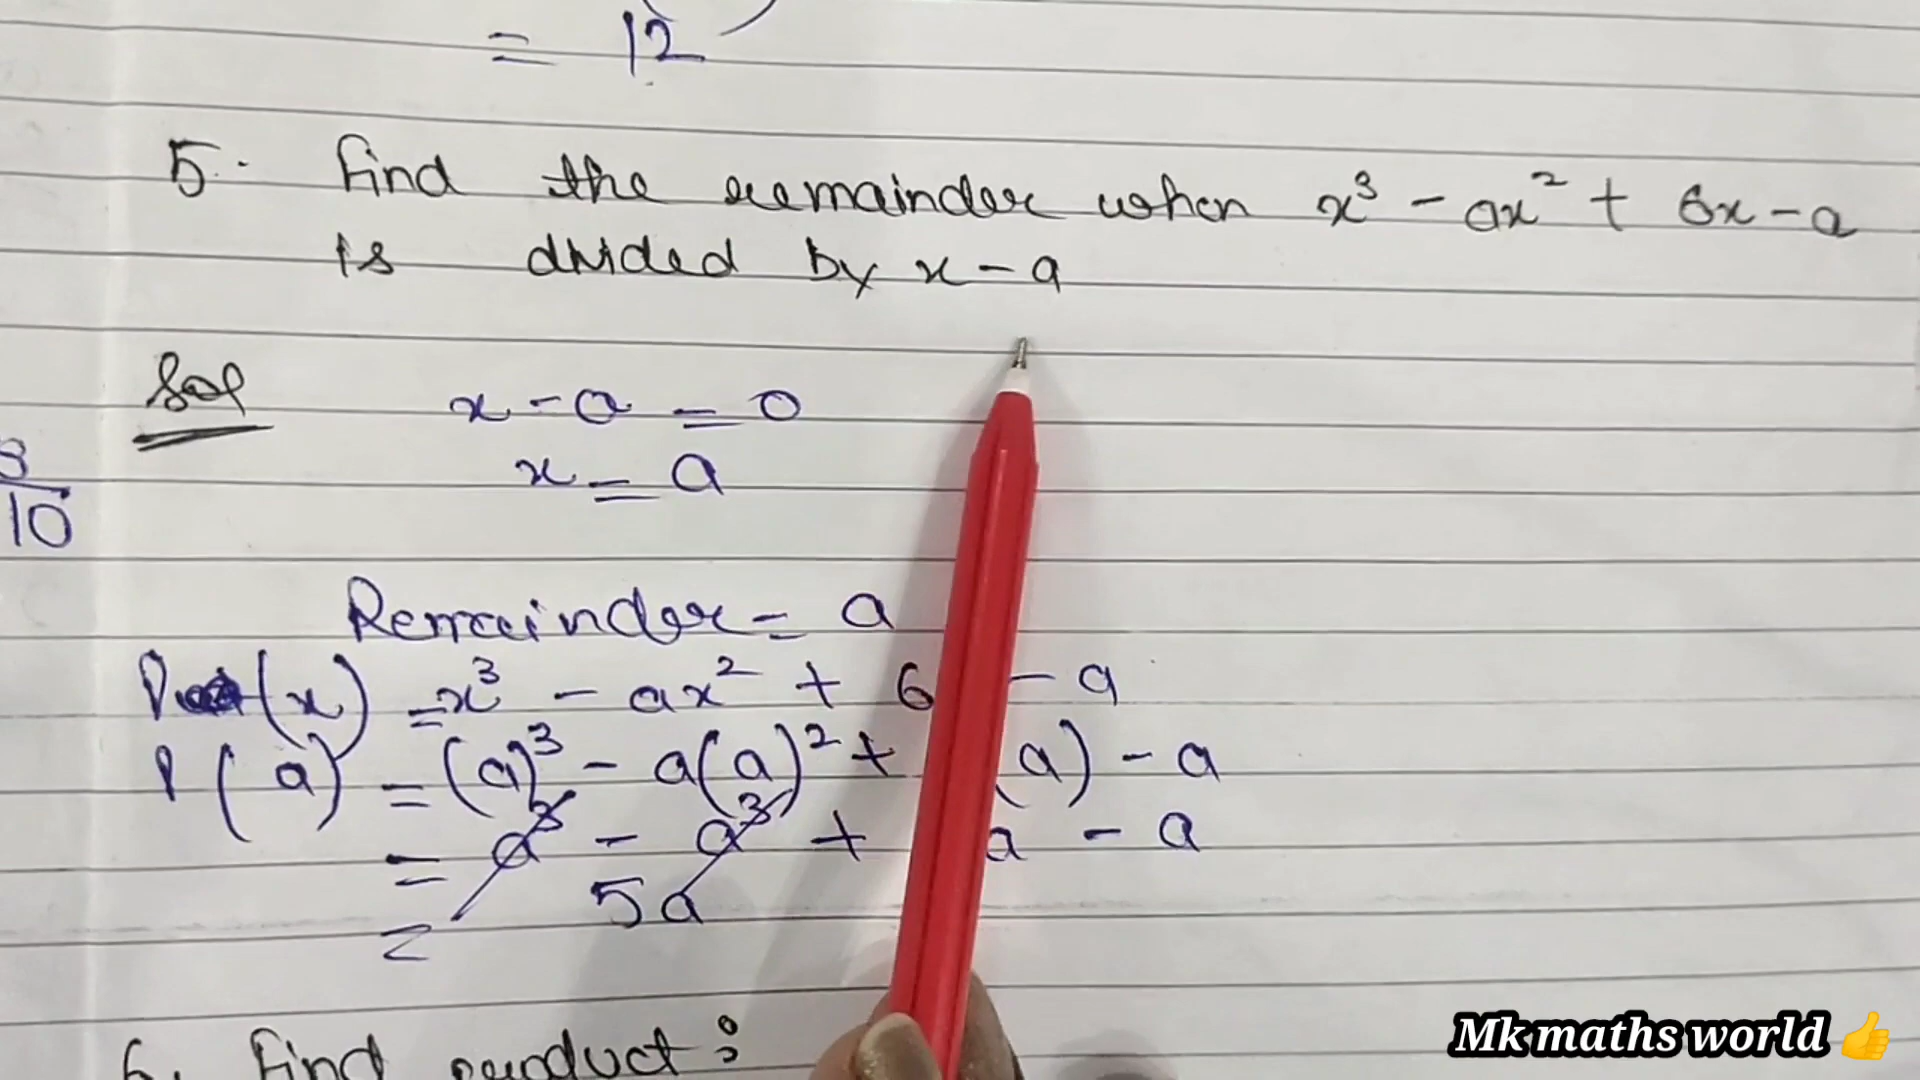 = 12
5. Find the remainder when x³ - ax² + 6x - a
is divided by x - a
Sol
x - a = 0
x = a
3
10
Remainder = a
P(x) = x³ - ax² + 6 - a
P(a) = (a)³ - a(a)² + (a) - a
= a³ - a³ + a - a
= 5a
6. Find product:
Mk maths world 👍